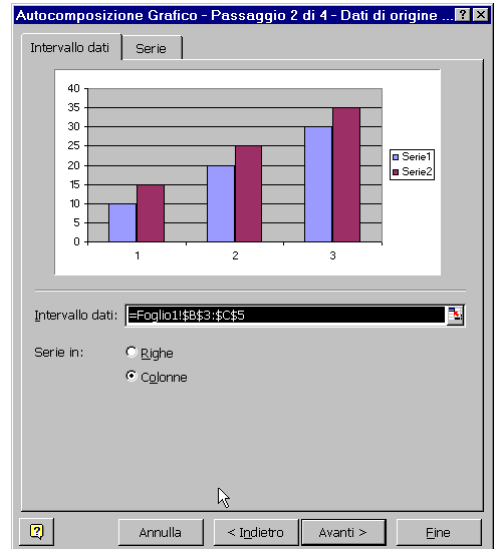 Autocomposizione Grafico - Passaggio 2 di 4 - Dati di origine ...
Intervallo dati
Serie
40
35
30
25
20
15
10
5
0
1 2 3
Serie1
Serie2
Intervallo dati: =Foglio1!$B$3:$C$5
Serie in: Righe
Colonne
? Annulla < Indietro Avanti > Fine